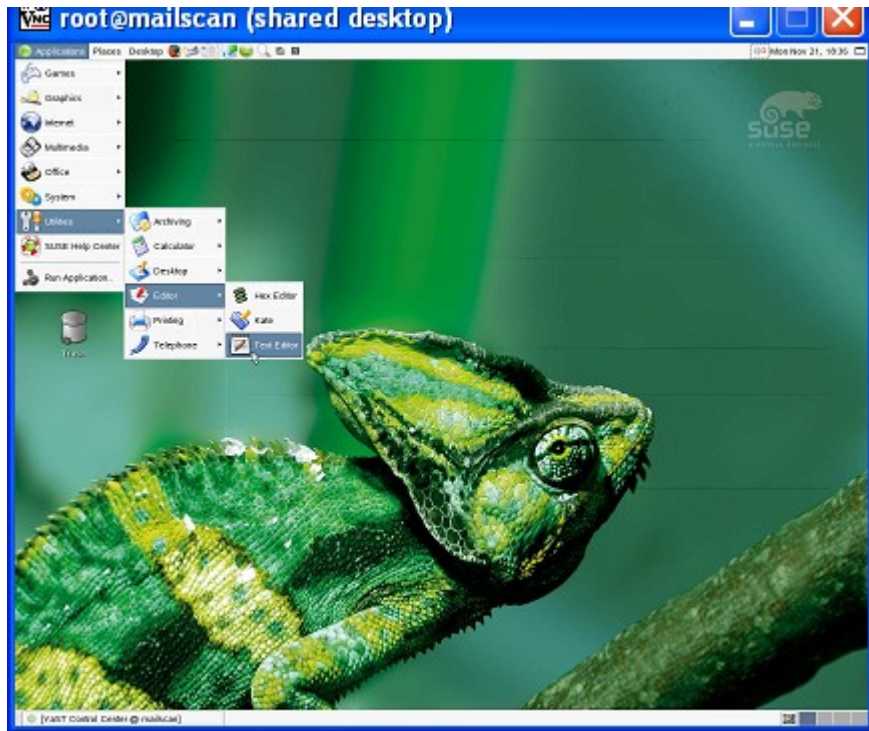 VNC root@mailscan (shared desktop)
Applications Places Desktop Mon Nov 21, 18:36
Games
Graphics
Internet
Multimedia
Office
System
Utilities
SUSE Help Center
Run Application...
Archiving
Calculator
Desktop
Editor
Printing
Telephone
Hex Editor
Kate
Text Editor
Trash
SUSE
[YaST Control Center @ mailscan]